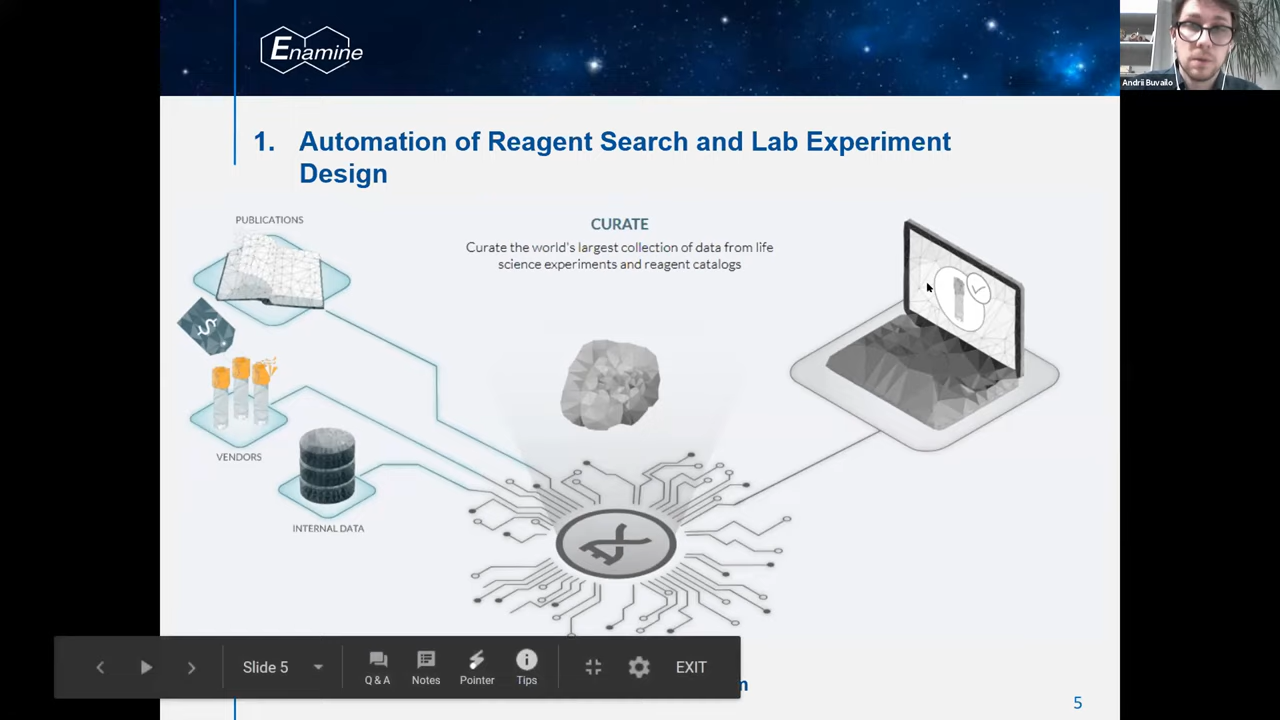 Enamine
Andrii Buvailo
1. Automation of Reagent Search and Lab Experiment
Design
PUBLICATIONS
CURATE
Curate the world's largest collection of data from life
science experiments and reagent catalogs
$
VENDORS
INTERNAL DATA
Slide 5
Q & A
Notes
Pointer
Tips
EXIT
5